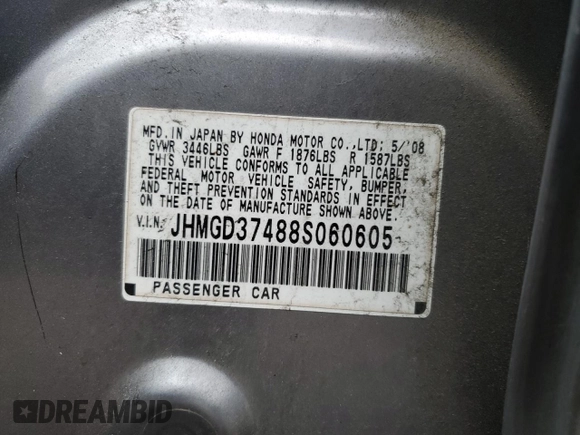 MFD. IN JAPAN BY HONDA MOTOR CO., LTD; 5/'08
GVWR 3446LBS GAWR F 1876LBS R 1587LBS
THIS VEHICLE CONFORMS TO ALL APPLICABLE
FEDERAL MOTOR VEHICLE SAFETY, BUMPER,
AND THEFT PREVENTION STANDARDS IN EFFECT
ON THE DATE OF MANUFACTURE SHOWN ABOVE.
V.I.N: JHMGD37488S060605
PASSENGER CAR
DREAMBID